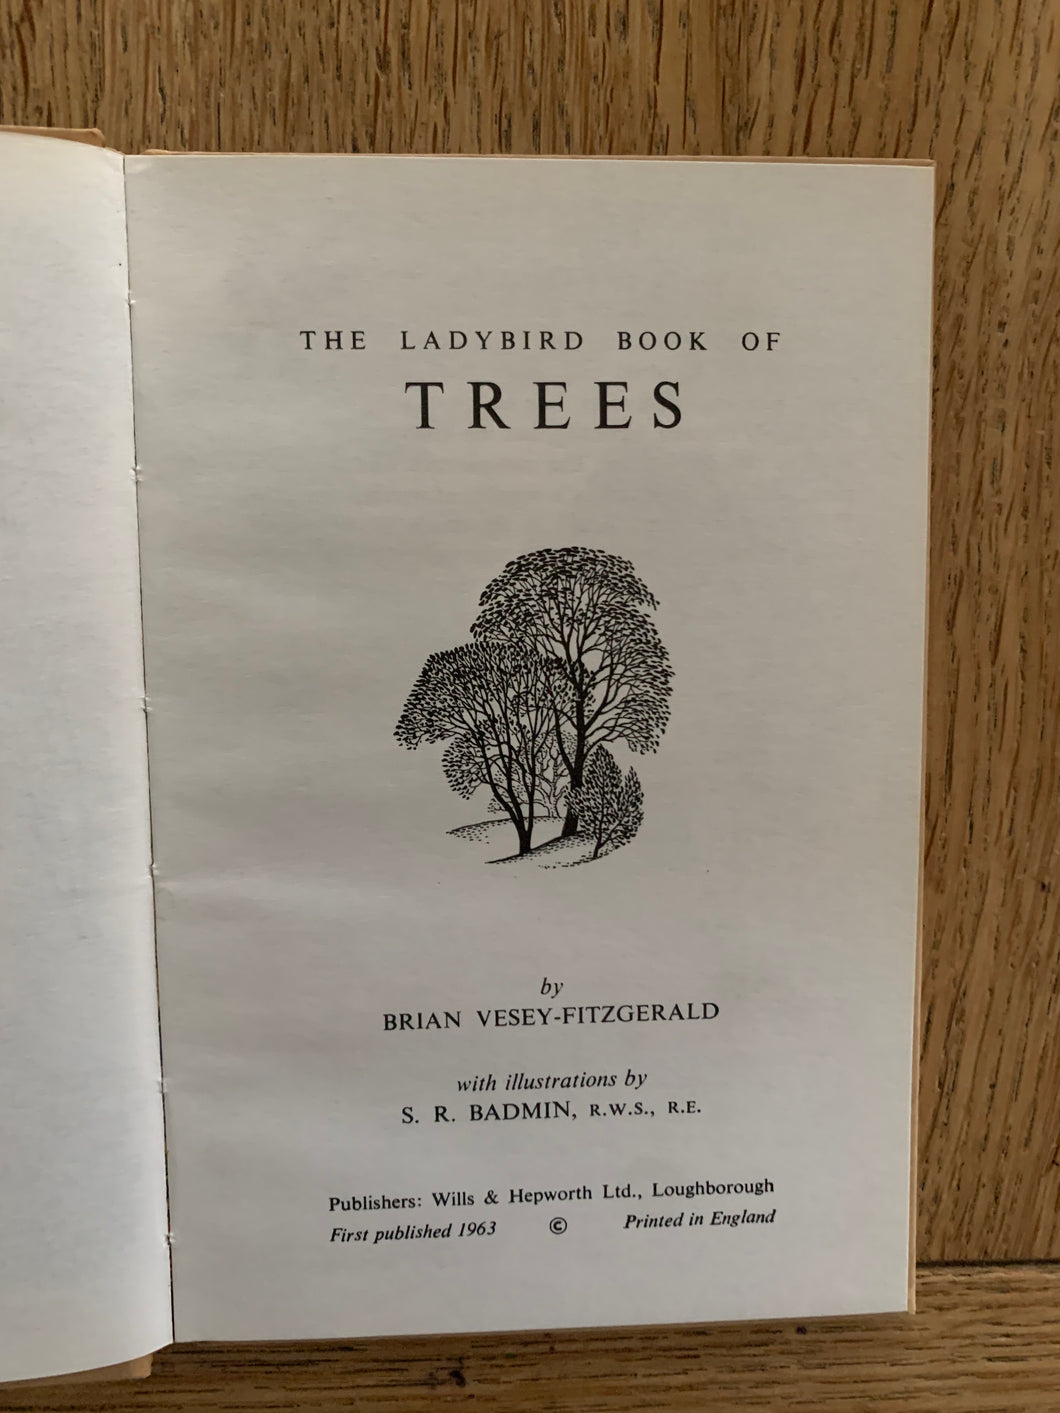 THE LADYBIRD BOOK OF
TREES
by
BRIAN VESEY-FITZGERALD
with illustrations by
S. R. BADMIN, R.W.S., R.E.
Publishers: Wills & Hepworth Ltd., Loughborough
First published 1963 © Printed in England